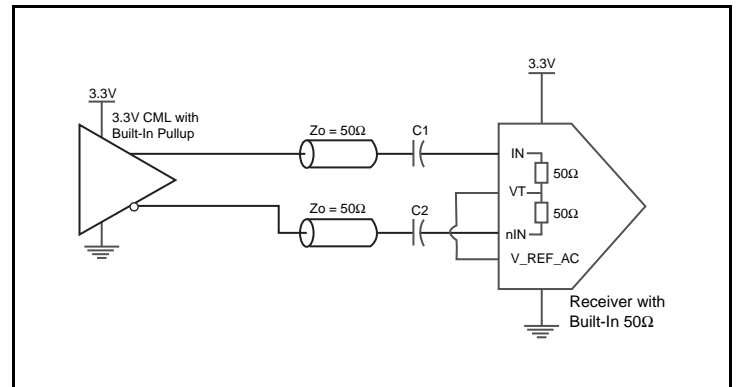 3.3V
3.3V
3.3V CML with
Built-In Pullup
Zo = 50Ω
C1
IN
50Ω
VT
Zo = 50Ω
C2
50Ω
nIN
V_REF_AC
Receiver with
Built-In 50Ω